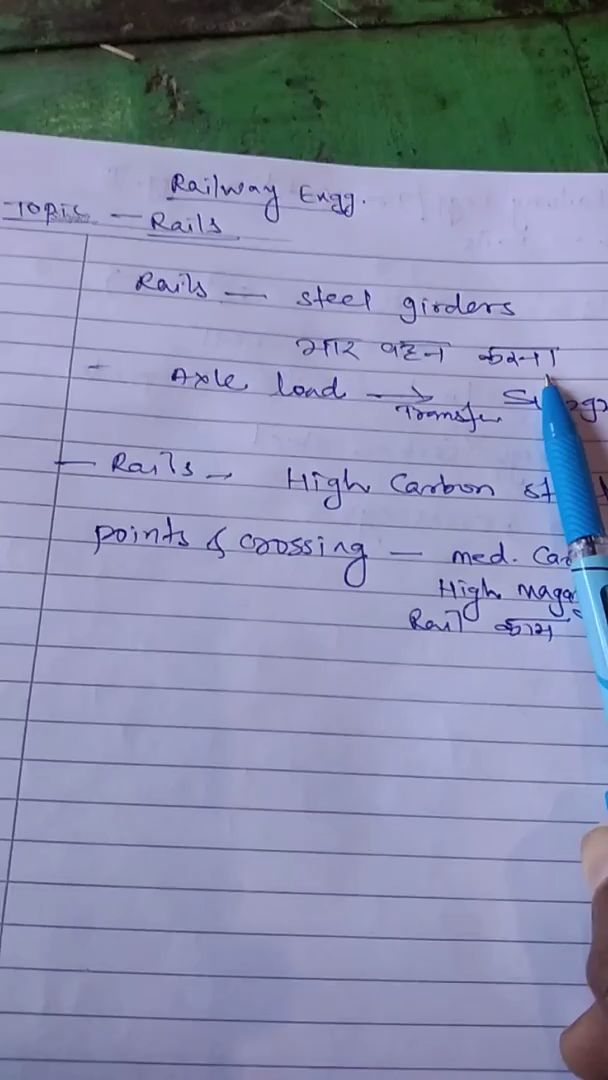 Railway Engg.
Topic — Rails
Rails — steel girders
भार वहन करना
- Axle load → Transfer
— Rails → High Carbon
points & crossing — med.
High
Rail काम